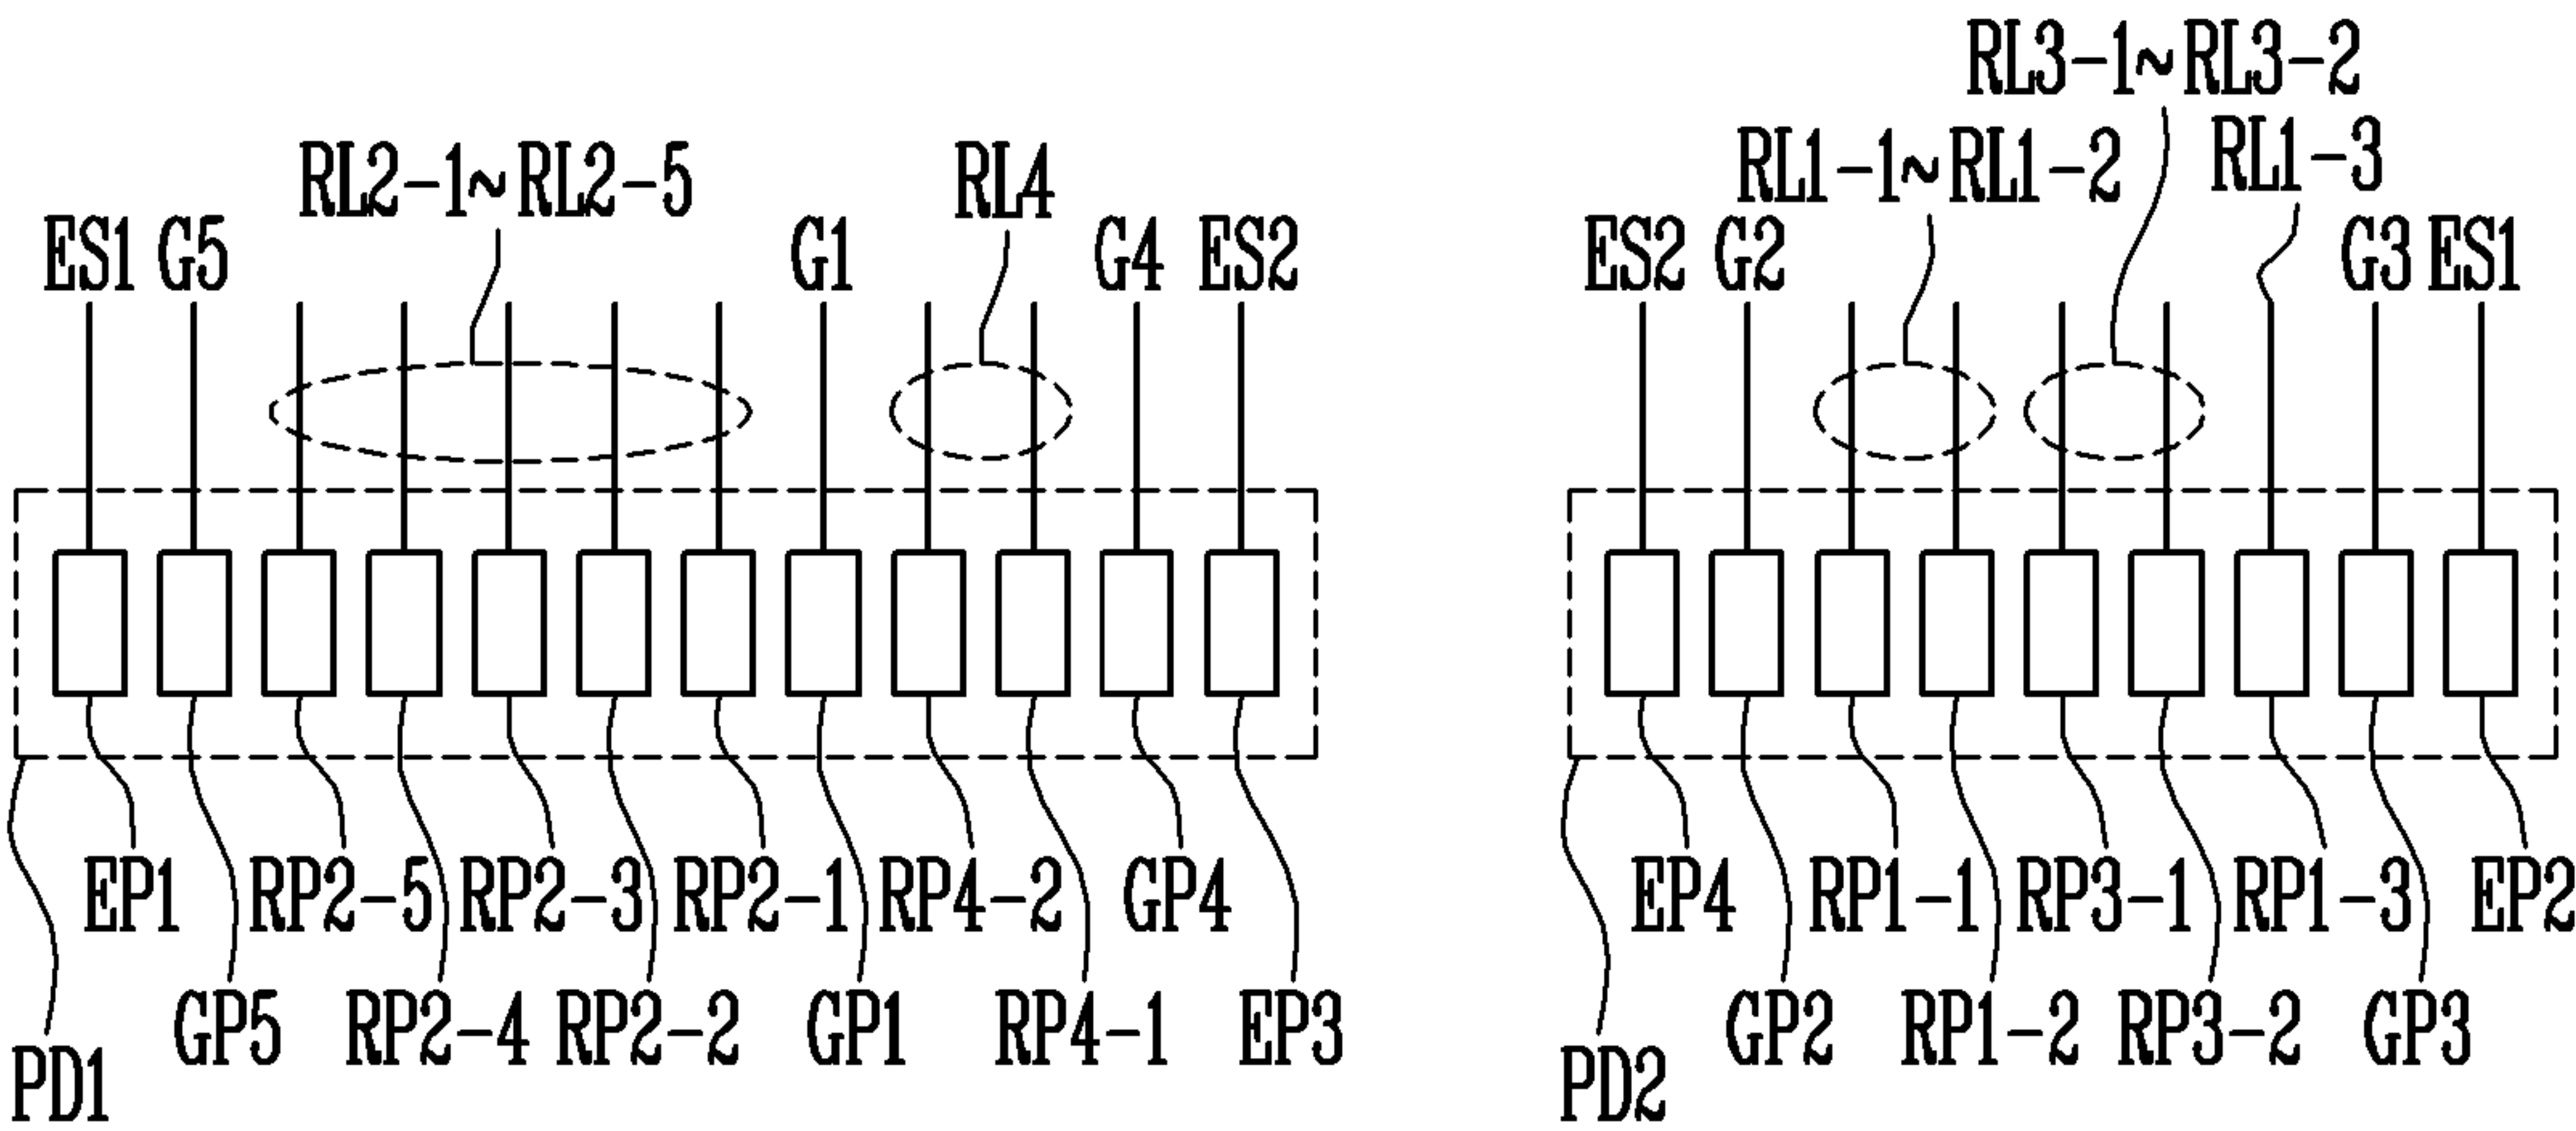 RL3-1~RL3-2
RL2-1~RL2-5 RL4 RL1-1~RL1-2 RL1-3
ES1 G5 G1 G4 ES2 ES2 G2 G3 ES1
EP1 RP2-5 RP2-3 RP2-1 RP4-2 GP4 EP4 RP1-1 RP3-1 RP1-3 EP2
GP5 RP2-4 RP2-2 GP1 RP4-1 EP3 GP2 RP1-2 RP3-2 GP3
PD1 PD2